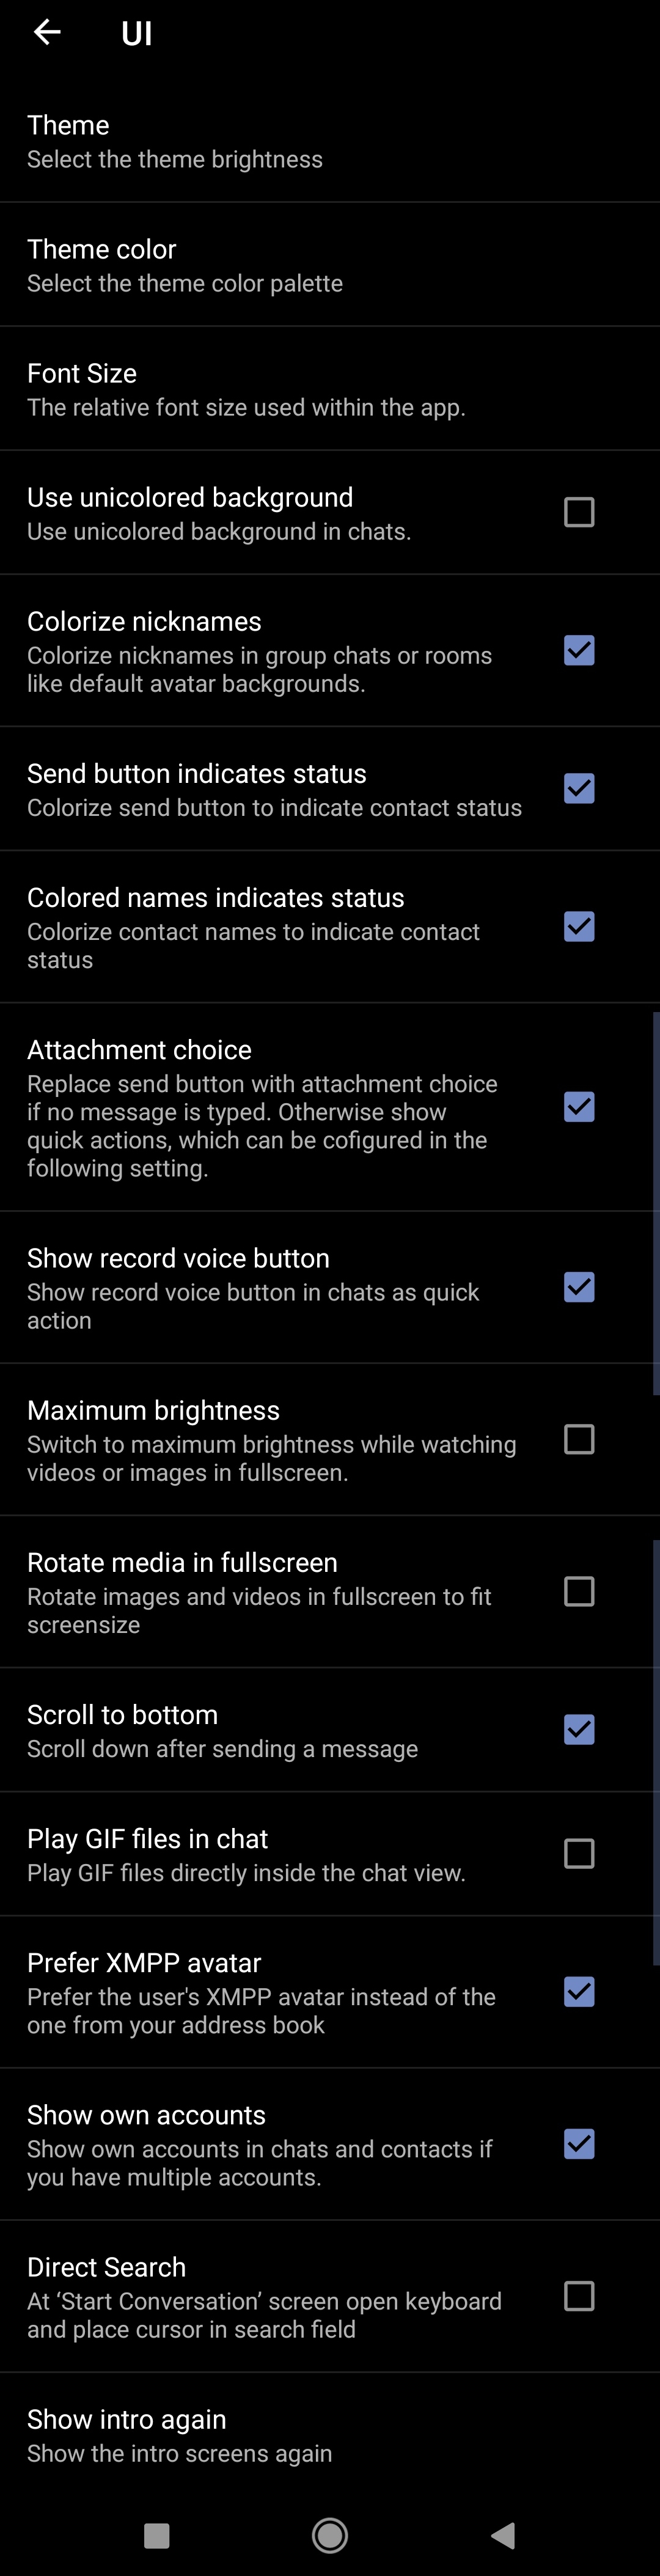 UI
Theme
Select the theme brightness
Theme color
Select the theme color palette
Font Size
The relative font size used within the app.
Use unicolored background
Use unicolored background in chats.
Colorize nicknames
Colorize nicknames in group chats or rooms
like default avatar backgrounds.
Send button indicates status
Colorize send button to indicate contact status
Colored names indicates status
Colorize contact names to indicate contact
status
Attachment choice
Replace send button with attachment choice
if no message is typed. Otherwise show
quick actions, which can be cofigured in the
following setting.
Show record voice button
Show record voice button in chats as quick
action
Maximum brightness
Switch to maximum brightness while watching
videos or images in fullscreen.
Rotate media in fullscreen
Rotate images and videos in fullscreen to fit
screensize
Scroll to bottom
Scroll down after sending a message
Play GIF files in chat
Play GIF files directly inside the chat view.
Prefer XMPP avatar
Prefer the user's XMPP avatar instead of the
one from your address book
Show own accounts
Show own accounts in chats and contacts if
you have multiple accounts.
Direct Search
At ‘Start Conversation’ screen open keyboard
and place cursor in search field
Show intro again
Show the intro screens again